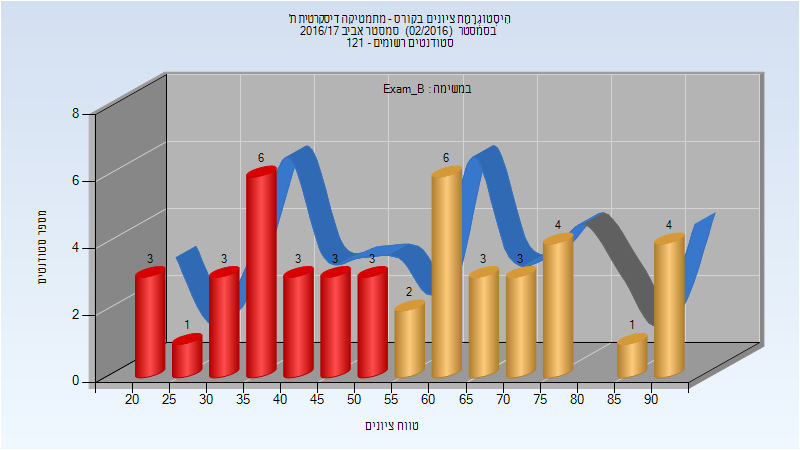 היסטוגרמת ציונים בקורס - מתמטיקה דיסקרטית ת'
בסמסטר (02/2016) סמסטר אביב 2016/17
סטודנטים רשומים - 121
במשימה : Exam_B
מספר סטודנטים
8
6
4
2
0
3
1
3
6
3
3
3
2
6
3
3
4
1
4
20 25 30 35 40 45 50 55 60 65 70 75 80 85 90
טווח ציונים